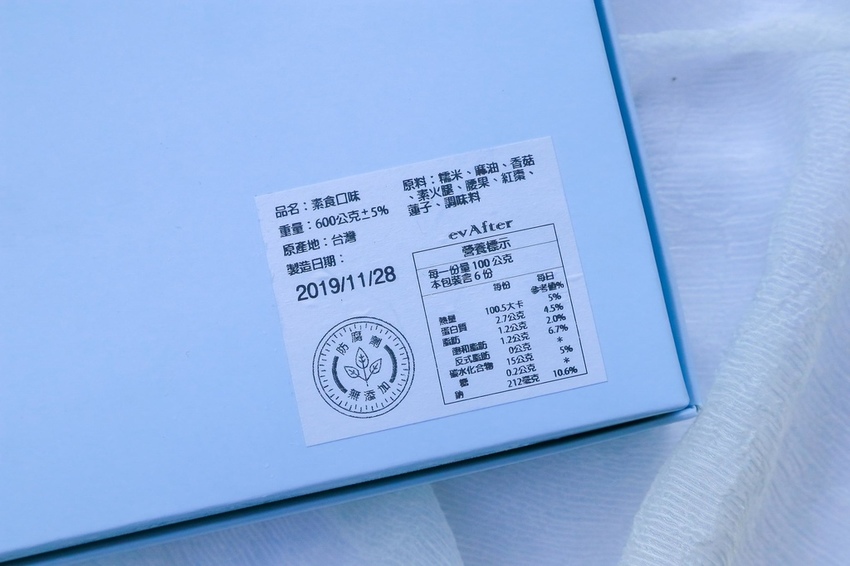 品名：素食口味
重量：600公克±5%
原產地：台灣
製造日期：
2019/11/28
原料：糯米、麻油、香菇
、素火腿、腰果、紅棗、
蓮子、調味料
evAfter
營養標示
每一份量 100 公克
本包裝含 6 份
每份 每日參考值%
熱量 100.5大卡 5%
蛋白質 2.7公克 4.5%
脂肪 1.2公克 2.0%
飽和脂肪 1.2公克 6.7%
反式脂肪 0公克 *
碳水化合物 15公克 5%
糖 0.2公克 *
鈉 212毫克 10.6%
防腐劑
無添加